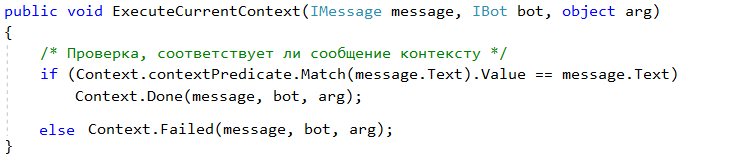 public void ExecuteCurrentContext(IMessage message, IBot bot, object arg)
{
/* Проверка, соответствует ли сообщение контексту */
if (Context.contextPredicate.Match(message.Text).Value == message.Text)
Context.Done(message, bot, arg);
else Context.Failed(message, bot, arg);
}